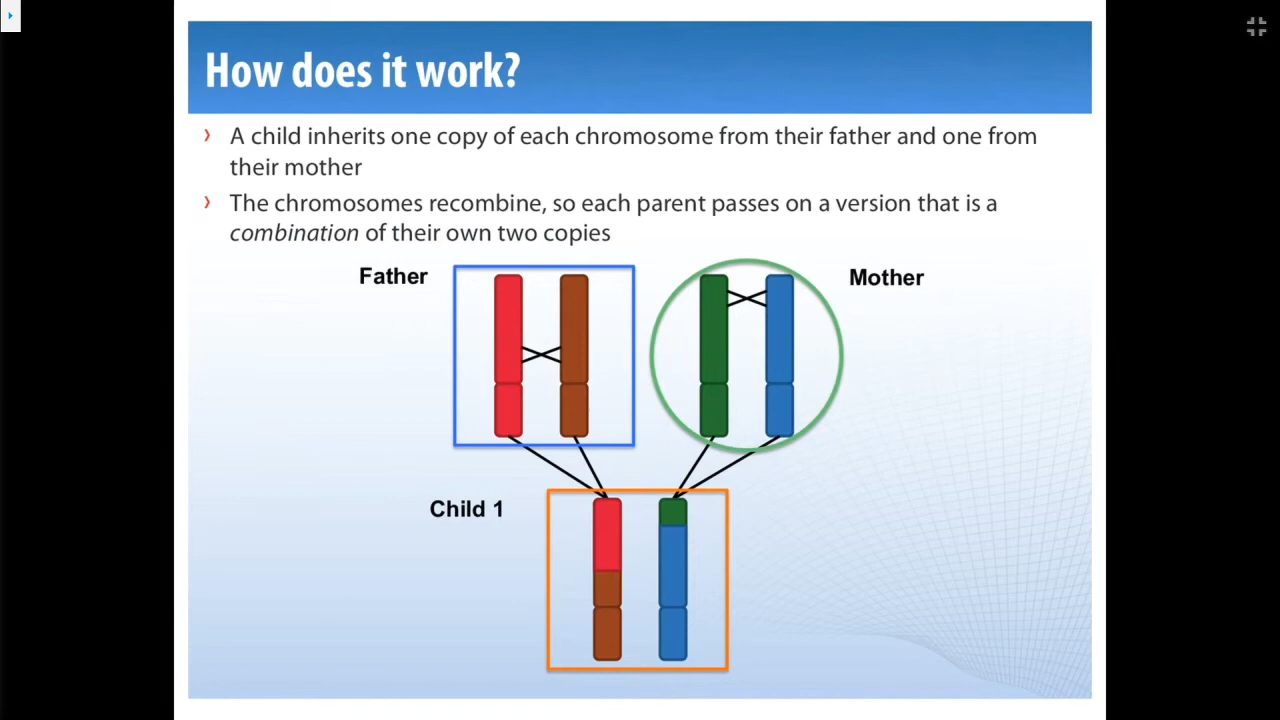 How does it work?
› A child inherits one copy of each chromosome from their father and one from
their mother
› The chromosomes recombine, so each parent passes on a version that is a
combination of their own two copies
Father
Mother
Child 1